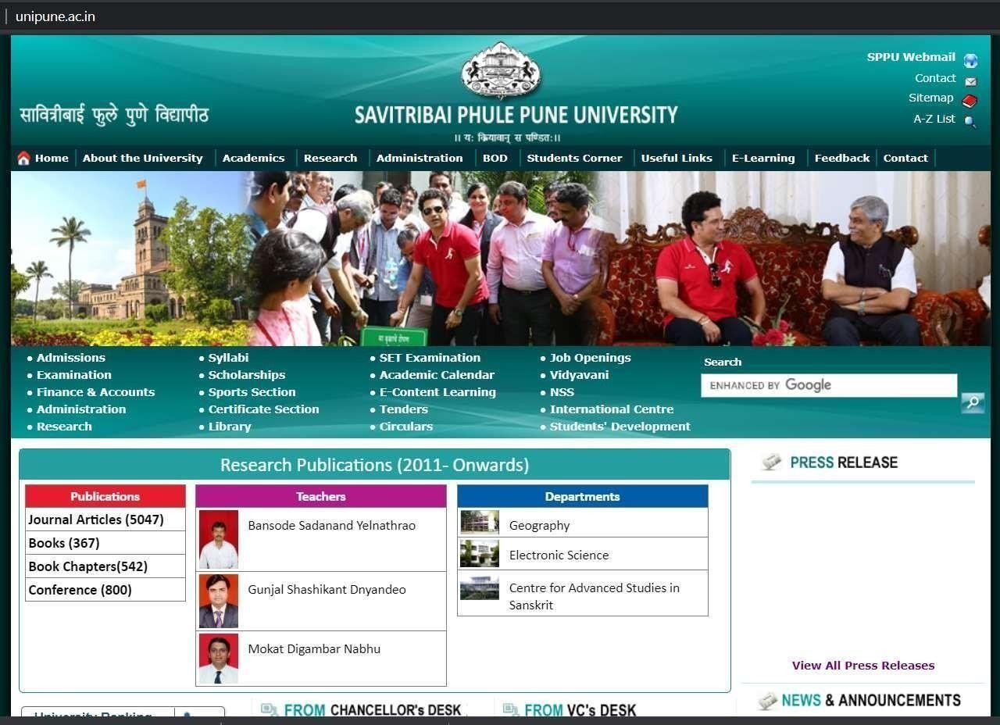 unipune.ac.in
SPPU Webmail
Contact
Sitemap
A-Z List
सावित्रीबाई फुले पुणे विद्यापीठ
SAVITRIBAI PHULE PUNE UNIVERSITY
॥ यः क्रियावान् स पण्डितः॥
Home About the University Academics Research Administration BOD Students Corner Useful Links E-Learning Feedback Contact
• Admissions
• Examination
• Finance & Accounts
• Administration
• Research
• Syllabi
• Scholarships
• Sports Section
• Certificate Section
• Library
• SET Examination
• Academic Calendar
• E-Content Learning
• Tenders
• Circulars
• Job Openings
• Vidyavani
• NSS
• International Centre
• Students' Development
Search
ENHANCED BY Google
Research Publications (2011- Onwards)
Publications
Journal Articles (5047)
Books (367)
Book Chapters(542)
Conference (800)
Teachers
Bansode Sadanand Yelnathrao
Gunjal Shashikant Dnyandeo
Mokat Digambar Nabhu
Departments
Geography
Electronic Science
Centre for Advanced Studies in
Sanskrit
PRESS RELEASE
View All Press Releases
NEWS & ANNOUNCEMENTS
University Ranking
FROM CHANCELLOR's DESK
FROM VC's DESK